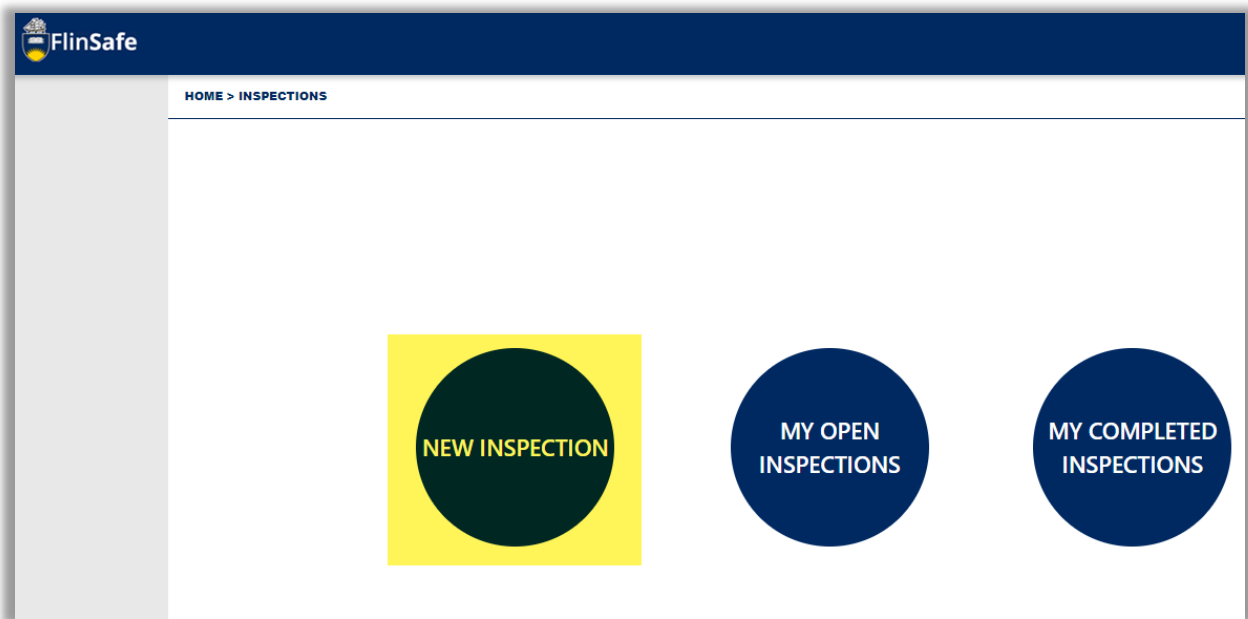 FlinSafe
HOME > INSPECTIONS
NEW INSPECTION
MY OPEN
INSPECTIONS
MY COMPLETED
INSPECTIONS